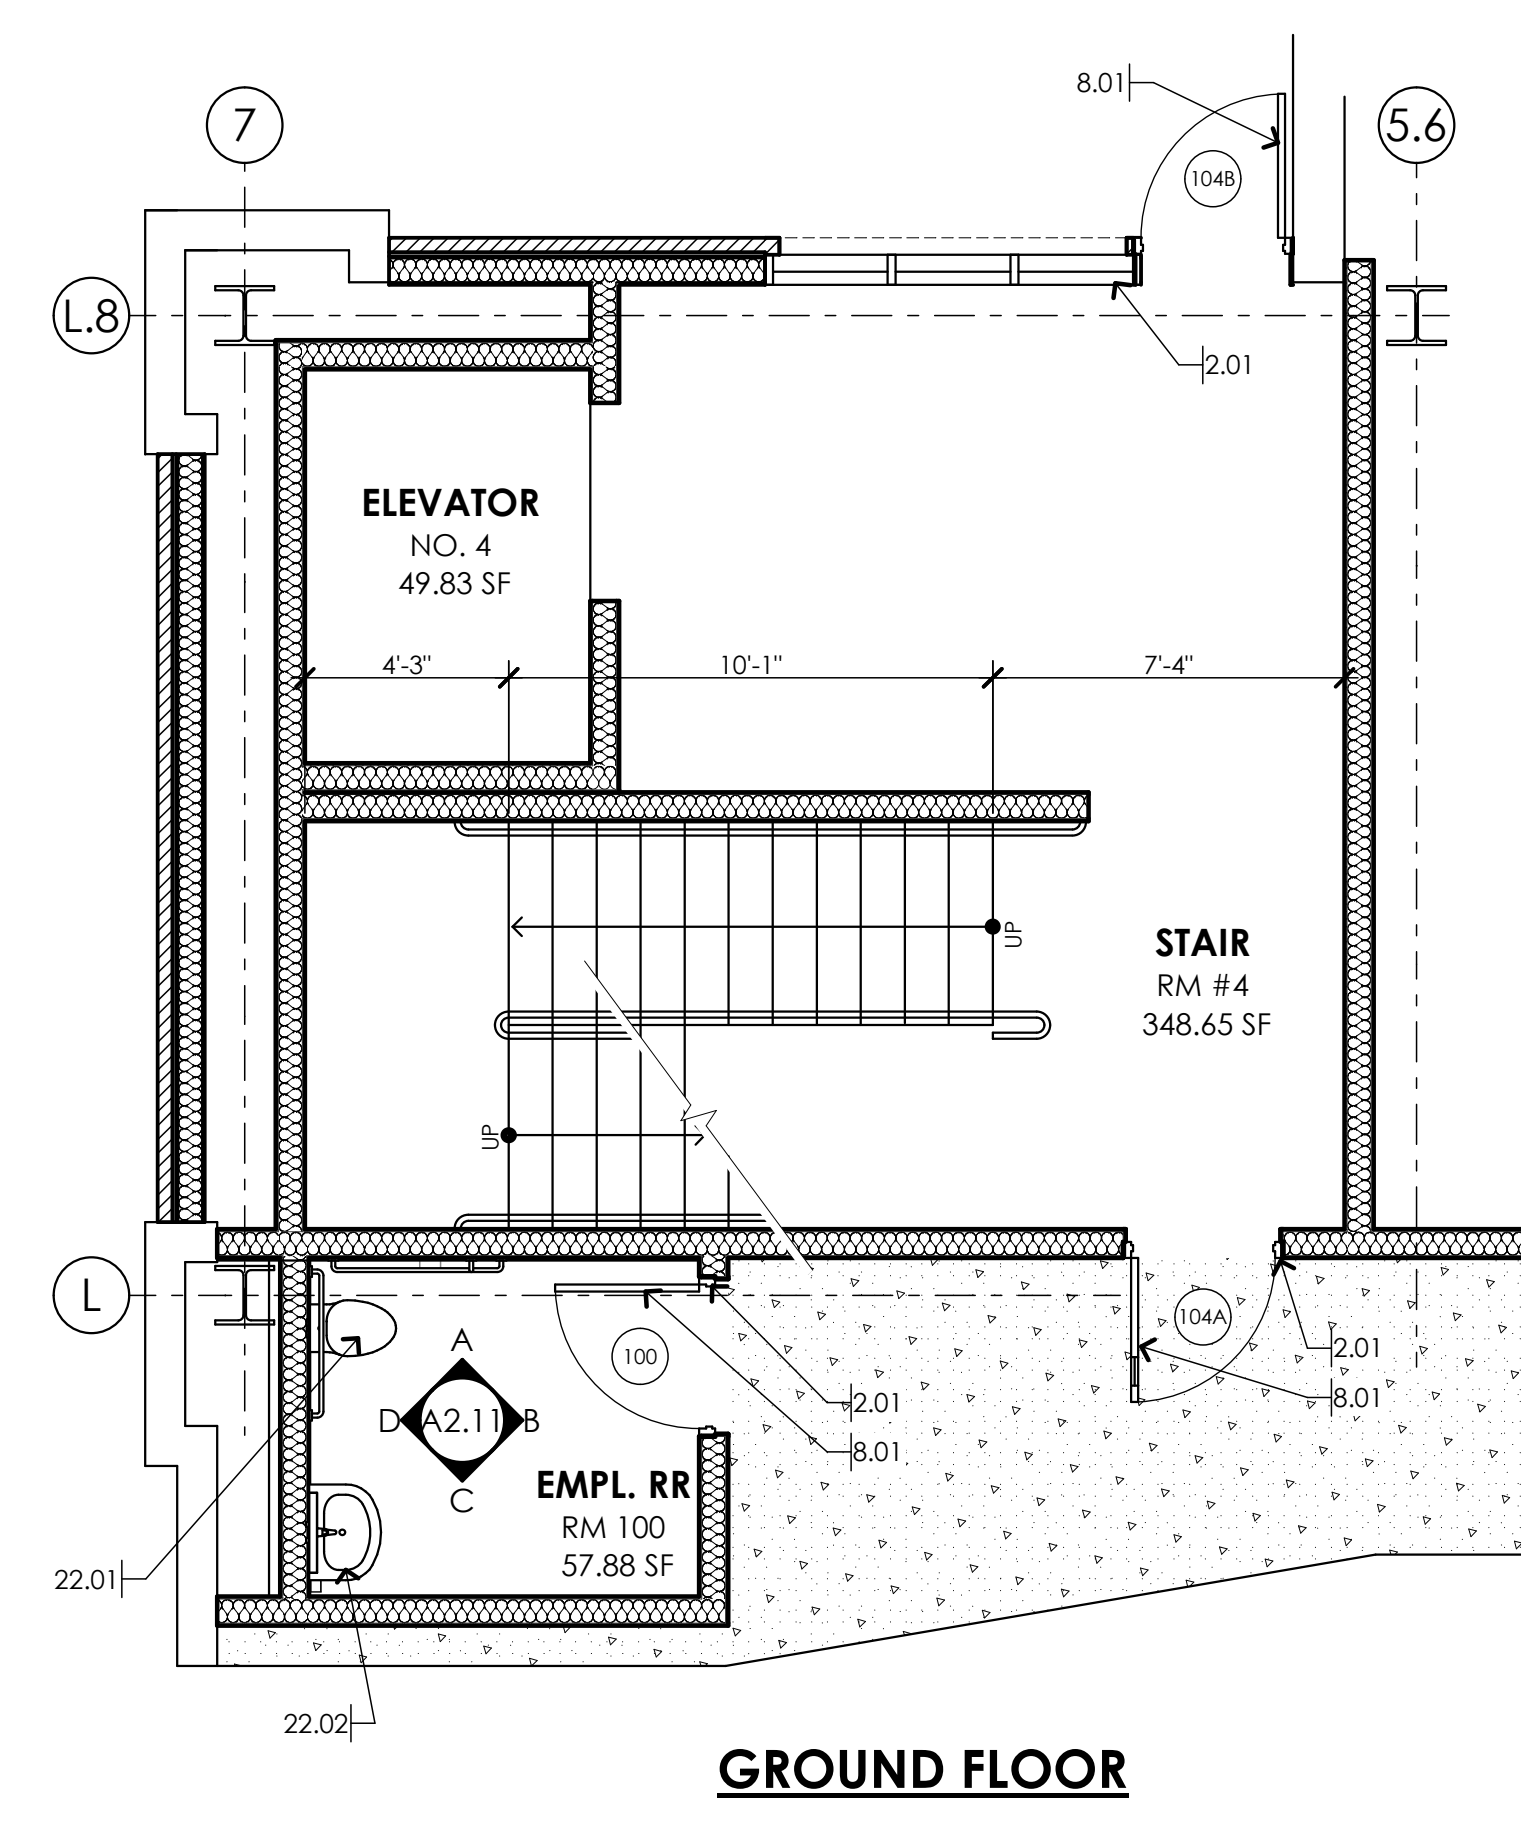 8.01
7
5.6
104B
L.8
2.01
ELEVATOR
NO. 4
49.83 SF
4'-3"
10'-1"
7'-4"
UP
STAIR
RM #4
348.65 SF
UP
L
104A
2.01
8.01
100
A
D
A2.11
B
C
2.01
8.01
EMPL. RR
RM 100
57.88 SF
22.01
22.02
GROUND FLOOR